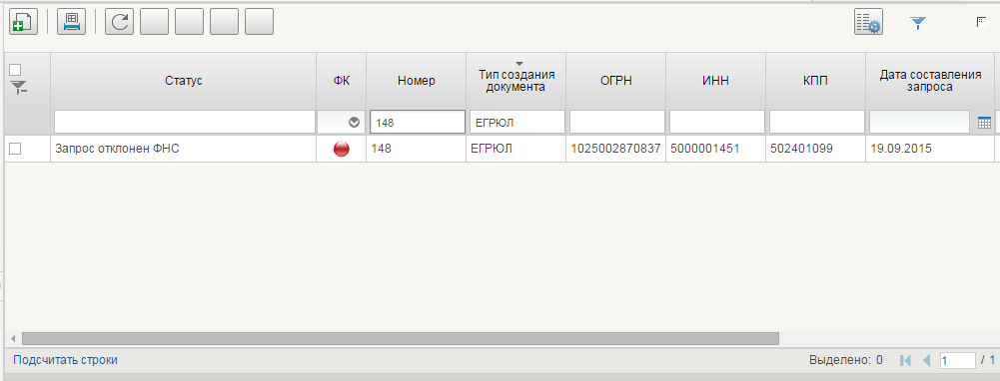 Статус
ФК
Номер
Тип создания
документа
ОГРН
ИНН
КПП
Дата составления
запроса
148
ЕГРЮЛ
Запрос отклонен ФНС
148
ЕГРЮЛ
1025002870837
5000001451
502401099
19.09.2015
Подсчитать строки
Выделено: 0
1
/ 1